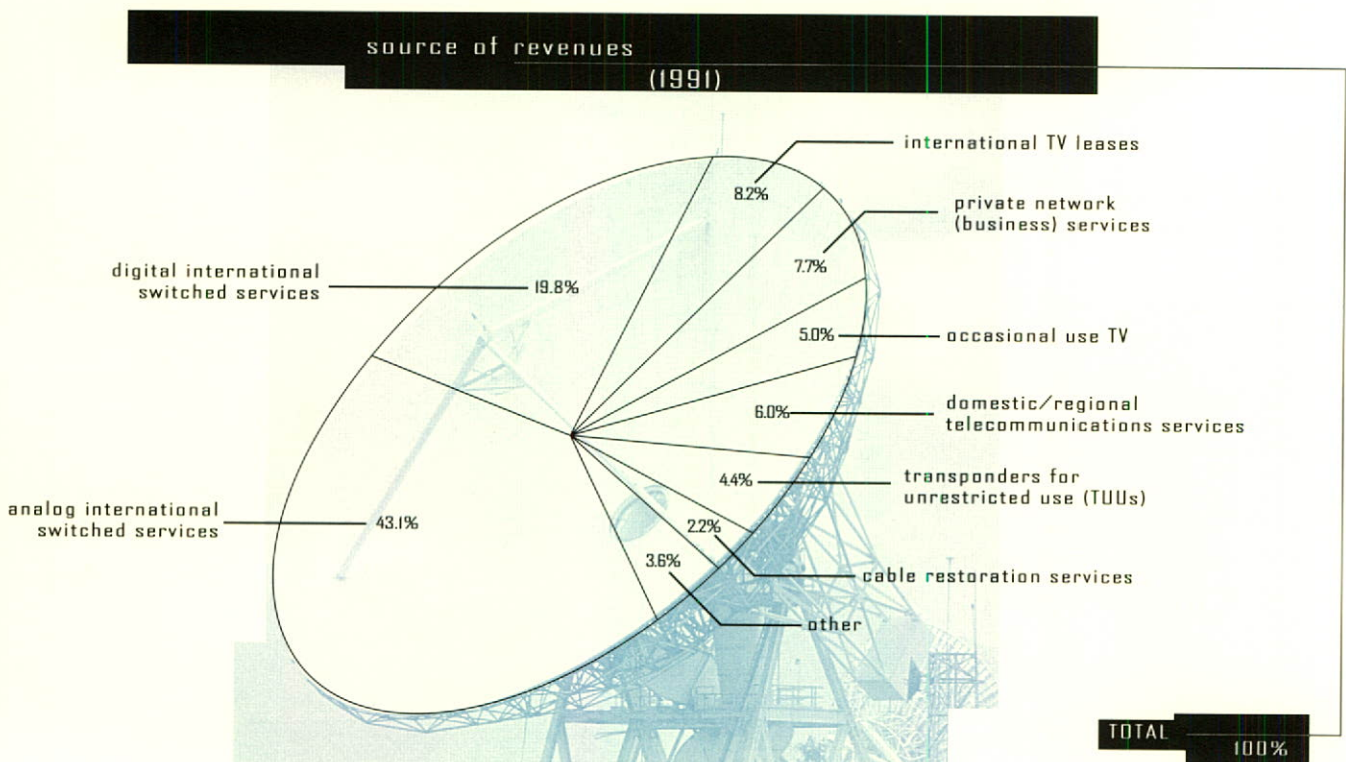 source of revenues
(1991)
international TV leases
8.2%
private network
(business) services
7.7%
digital international
switched services
19.8%
5.0%
occasional use TV
6.0%
domestic/regional
telecommunications services
4.4%
transponders for
unrestricted use (TUUs)
analog international
switched services
43.1%
2.2%
cable restoration services
3.6%
other
TOTAL
100%